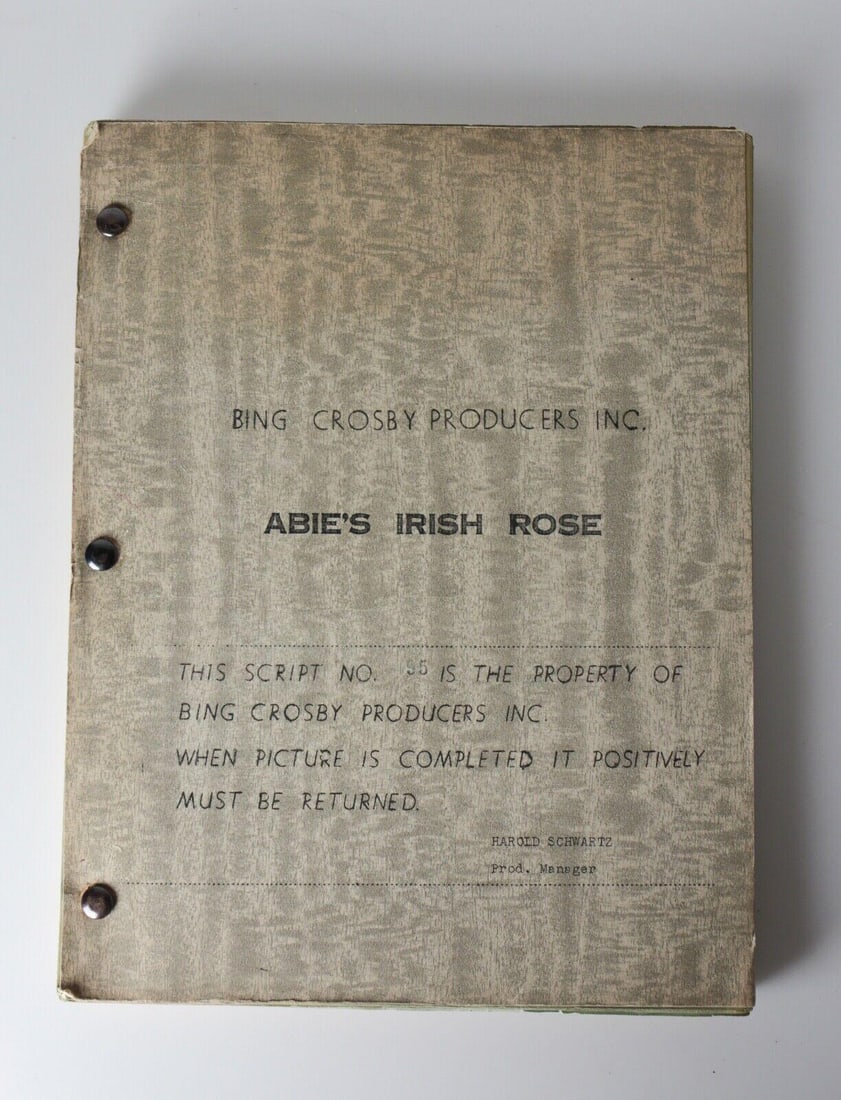 BING CROSBY PRODUCERS INC.
ABIE'S IRISH ROSE
THIS SCRIPT NO. 95 IS THE PROPERTY OF
BING CROSBY PRODUCERS INC.
WHEN PICTURE IS COMPLETED IT POSITIVELY
MUST BE RETURNED.
HAROLD SCHWARTZ
Prod. Manager